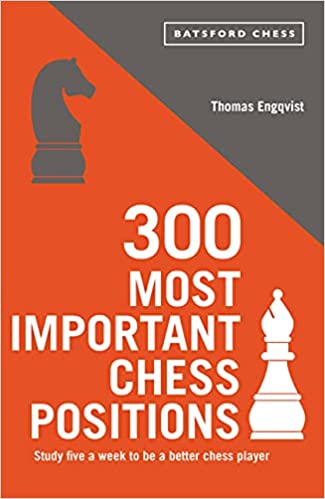 BATSFORD CHESS
Thomas Engqvist
300
MOST
IMPORTANT
CHESS
POSITIONS
Study five a week to be a better chess player